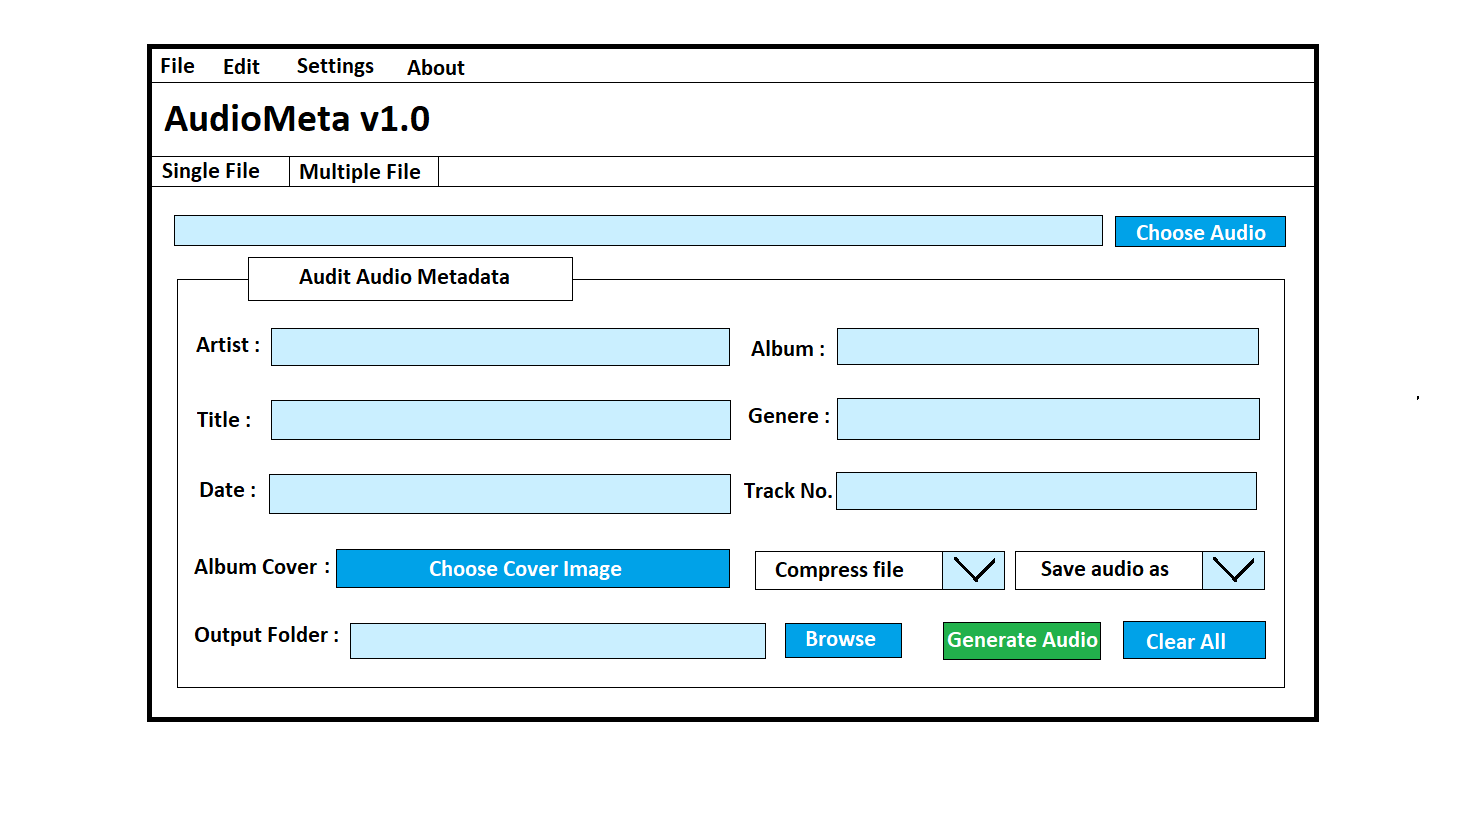 File Edit Settings About
AudioMeta v1.0
Single File Multiple File
Choose Audio
Audit Audio Metadata
Artist : Album :
Title : Genere :
Date : Track No.
Album Cover : Choose Cover Image Compress file Save audio as
Output Folder : Browse Generate Audio Clear All